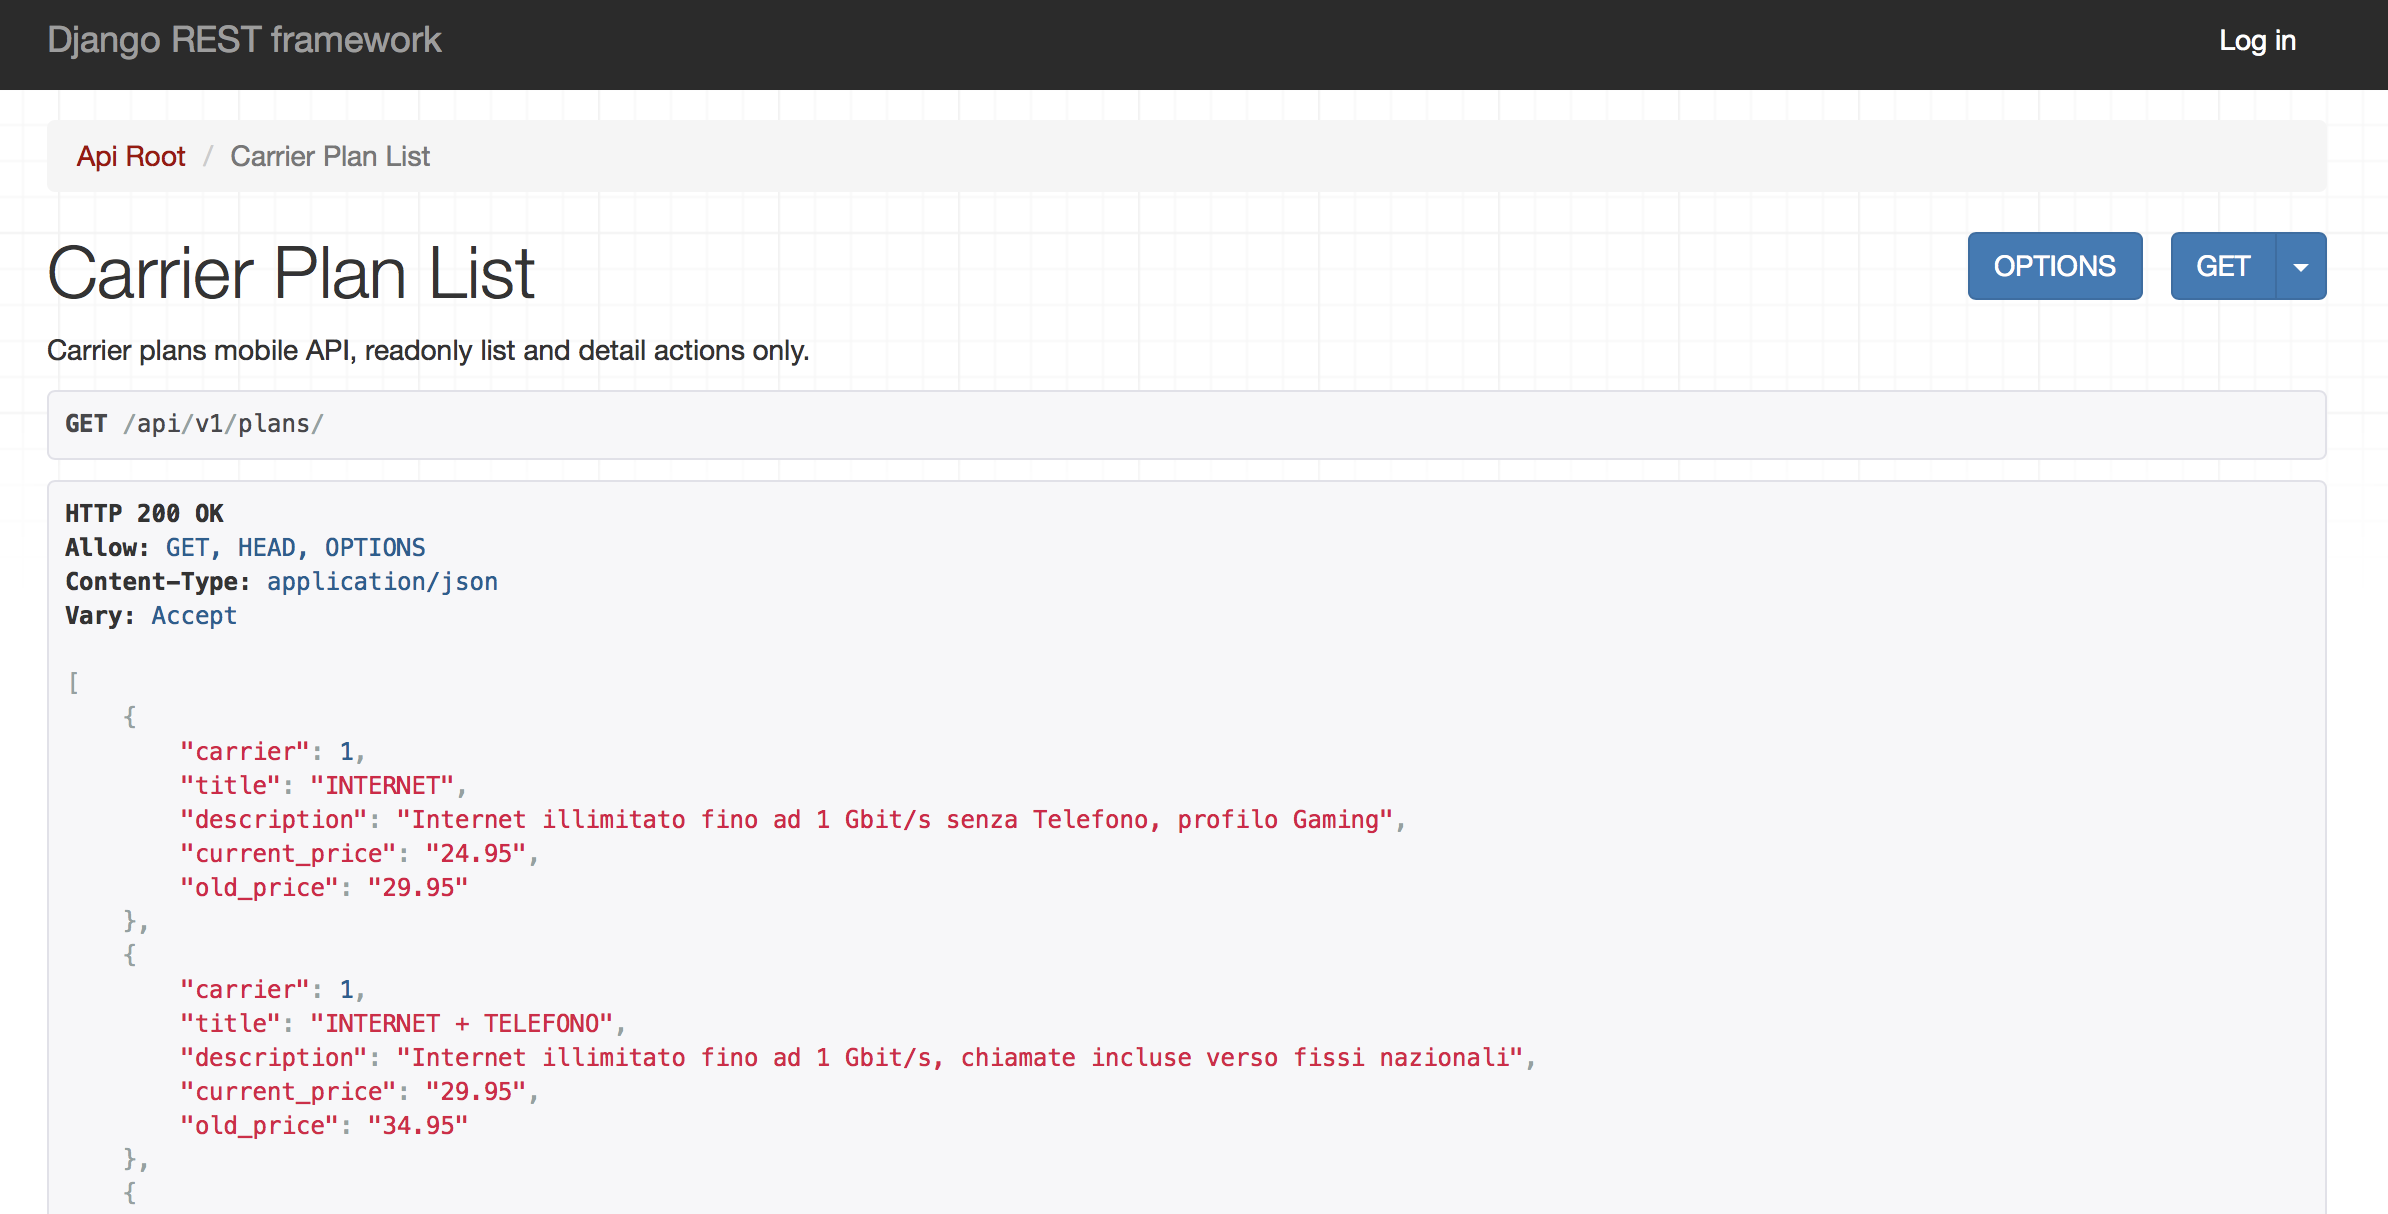 Django REST framework
Log in
Api Root / Carrier Plan List
Carrier Plan List
OPTIONS
GET
Carrier plans mobile API, readonly list and detail actions only.
GET /api/v1/plans/
HTTP 200 OK
Allow: GET, HEAD, OPTIONS
Content-Type: application/json
Vary: Accept
[
    {
        "carrier": 1,
        "title": "INTERNET",
        "description": "Internet illimitato fino ad 1 Gbit/s senza Telefono, profilo Gaming",
        "current_price": "24.95",
        "old_price": "29.95"
    },
    {
        "carrier": 1,
        "title": "INTERNET + TELEFONO",
        "description": "Internet illimitato fino ad 1 Gbit/s, chiamate incluse verso fissi nazionali",
        "current_price": "29.95",
        "old_price": "34.95"
    },
    {